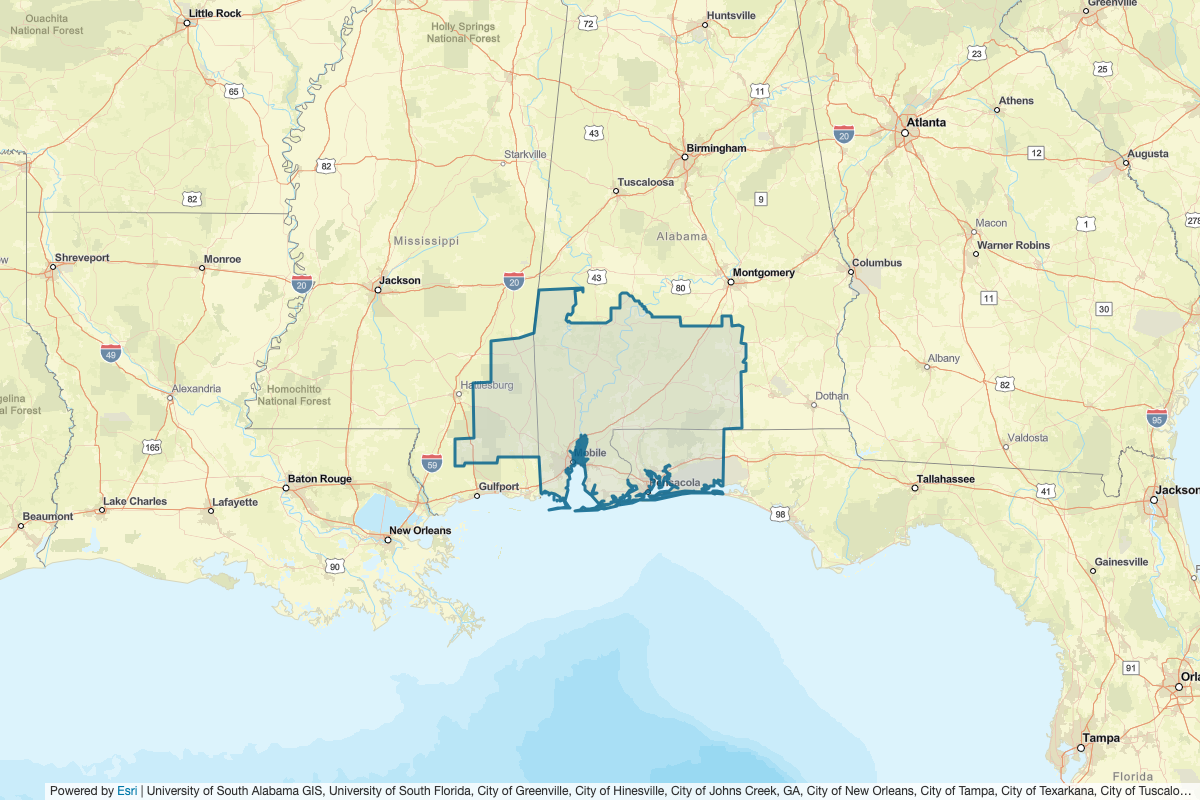 Ouachita
National Forest
Little Rock
Holly Springs
National Forest
72
Huntsville
Greenville
23
25
65
11
Athens
43
Atlanta
20
82
Starkville
Birmingham
12
Augusta
Tuscaloosa
82
9
Mississippi
Alabama
Macon
1
278
Warner Robins
Shreveport
Monroe
Columbus
20
Jackson
20
43
80
Montgomery
11
30
49
Albany
Alexandria
Homochitto
National Forest
Hattiesburg
82
Dothan
gelina
al Forest
95
165
59
Mobile
Valdosta
Baton Rouge
Gulfport
Pensacola
Tallahassee
41
Jackson
Lake Charles
Lafayette
98
Beaumont
New Orleans
90
Gainesville
91
Orla
Tampa
Florida
Powered by Esri | University of South Alabama GIS, University of South Florida, City of Greenville, City of Hinesville, City of Johns Creek, GA, City of New Orleans, City of Tampa, City of Texarkana, City of Tuscalo...